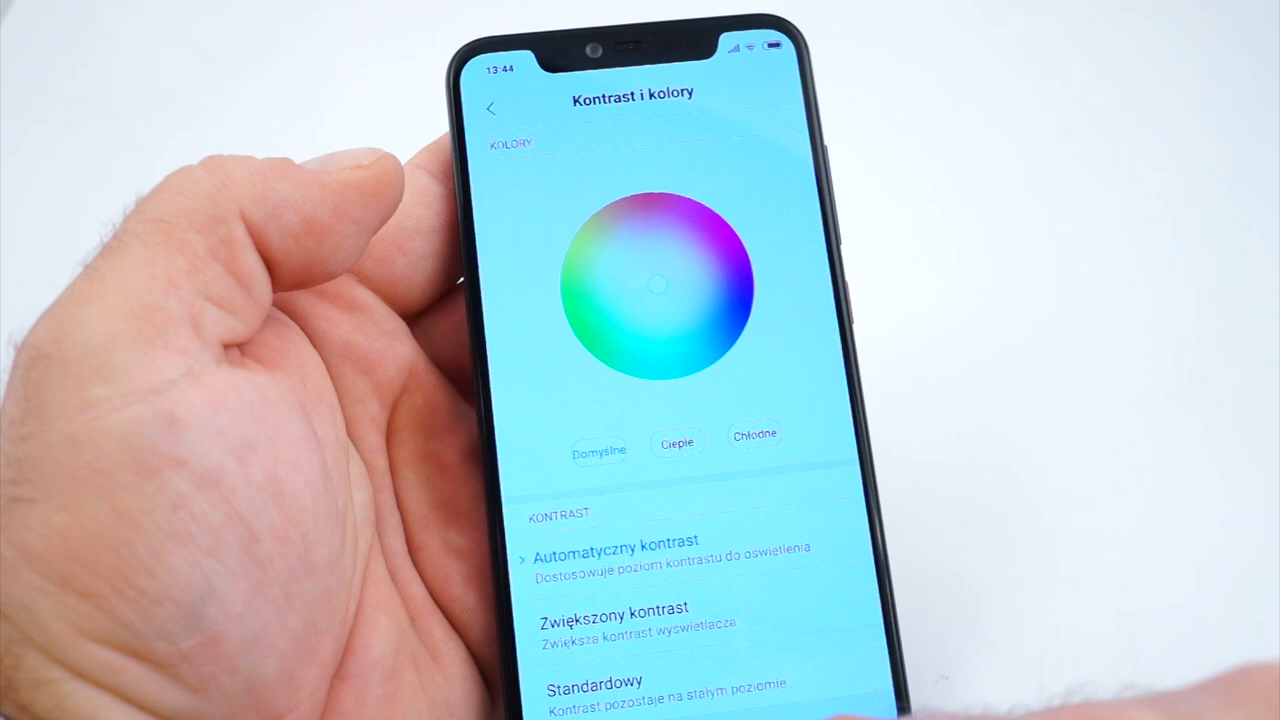 13:44
Kontrast i kolory
KOLORY
Domyślne
Ciepłe
Chłodne
KONTRAST
Automatyczny kontrast
Dostosowuje poziom kontrastu do oświetlenia
Zwiększony kontrast
Zwiększa kontrast wyświetlacza
Standardowy
Kontrast pozostaje na stałym poziomie